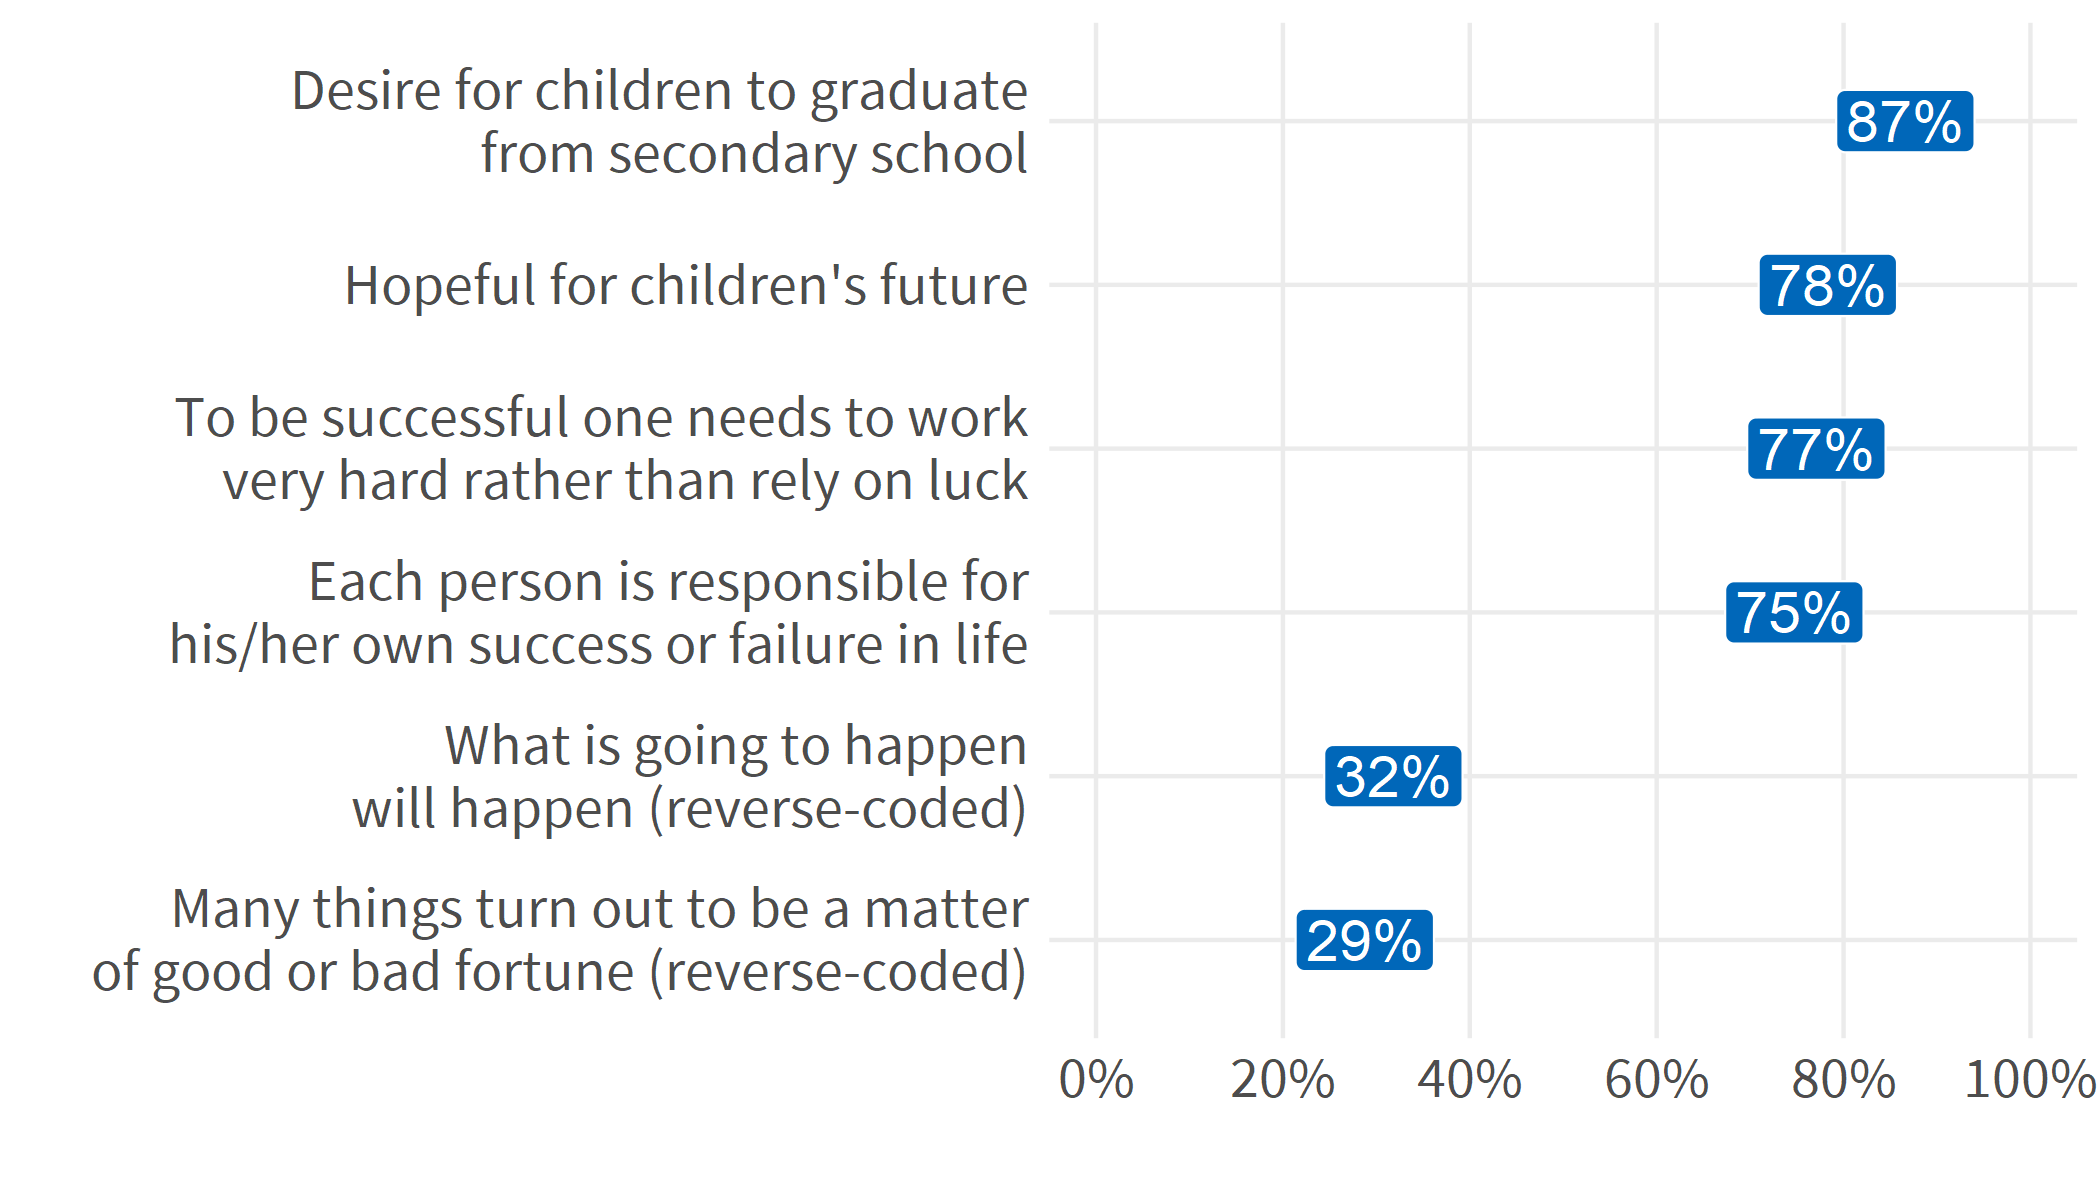 Desire for children to graduate
from secondary school
87%
Hopeful for children's future
78%
To be successful one needs to work
very hard rather than rely on luck
77%
Each person is responsible for
his/her own success or failure in life
75%
What is going to happen
will happen (reverse-coded)
32%
Many things turn out to be a matter
of good or bad fortune (reverse-coded)
29%
0% 20% 40% 60% 80% 100%